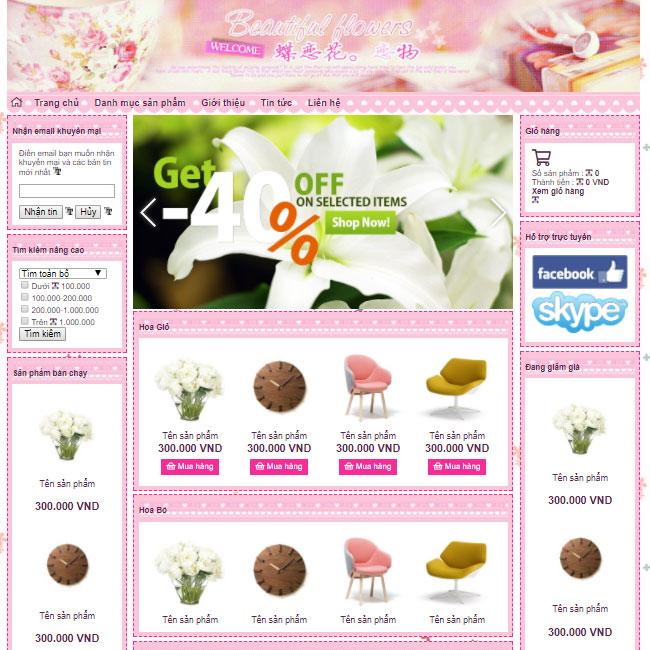 Beautiful flowers
WELCOME 蝶恋花。恋物
Trang chủ Danh mục sản phẩm Giới thiệu Tin tức Liên hệ
Nhận email khuyến mại
Điền email bạn muốn nhận
khuyến mại và các bản tin
mới nhất
Nhận tin Hủy
Tìm kiếm nâng cao
Tìm toàn bộ
Dưới 100.000
100.000-200.000
200.000-1.000.000
Trên 1.000.000
Tìm kiếm
Sản phẩm bán chạy
Tên sản phẩm
300.000 VND
Tên sản phẩm
300.000 VND
Get
-40% OFF
ON SELECTED ITEMS
Shop Now!
Hoa Giỏ
Tên sản phẩm Tên sản phẩm Tên sản phẩm Tên sản phẩm
300.000 VND 300.000 VND 300.000 VND 300.000 VND
Mua hàng Mua hàng Mua hàng Mua hàng
Hoa Bó
Tên sản phẩm Tên sản phẩm Tên sản phẩm Tên sản phẩm
Giỏ hàng
Số sản phẩm : 0
Thành tiền : 0 VND
Xem giỏ hàng
Hỗ trợ trực tuyến
facebook
skype
Đang giảm giá
Tên sản phẩm
300.000 VND
Tên sản phẩm
300.000 VND